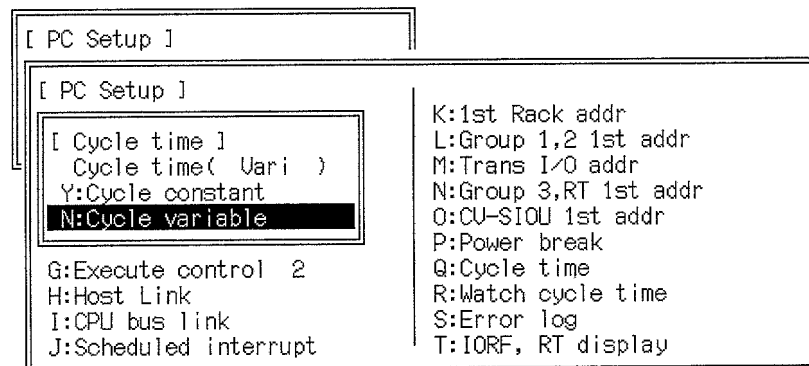 [ PC Setup ]
[ PC Setup ]
[ Cycle time ]
Cycle time( Vari )
Y:Cycle constant
N:Cycle variable
G:Execute control 2
H:Host Link
I:CPU bus link
J:Scheduled interrupt
K:1st Rack addr
L:Group 1,2 1st addr
M:Trans I/O addr
N:Group 3,RT 1st addr
O:CV-SIOU 1st addr
P:Power break
Q:Cycle time
R:Watch cycle time
S:Error log
T:IORF, RT display